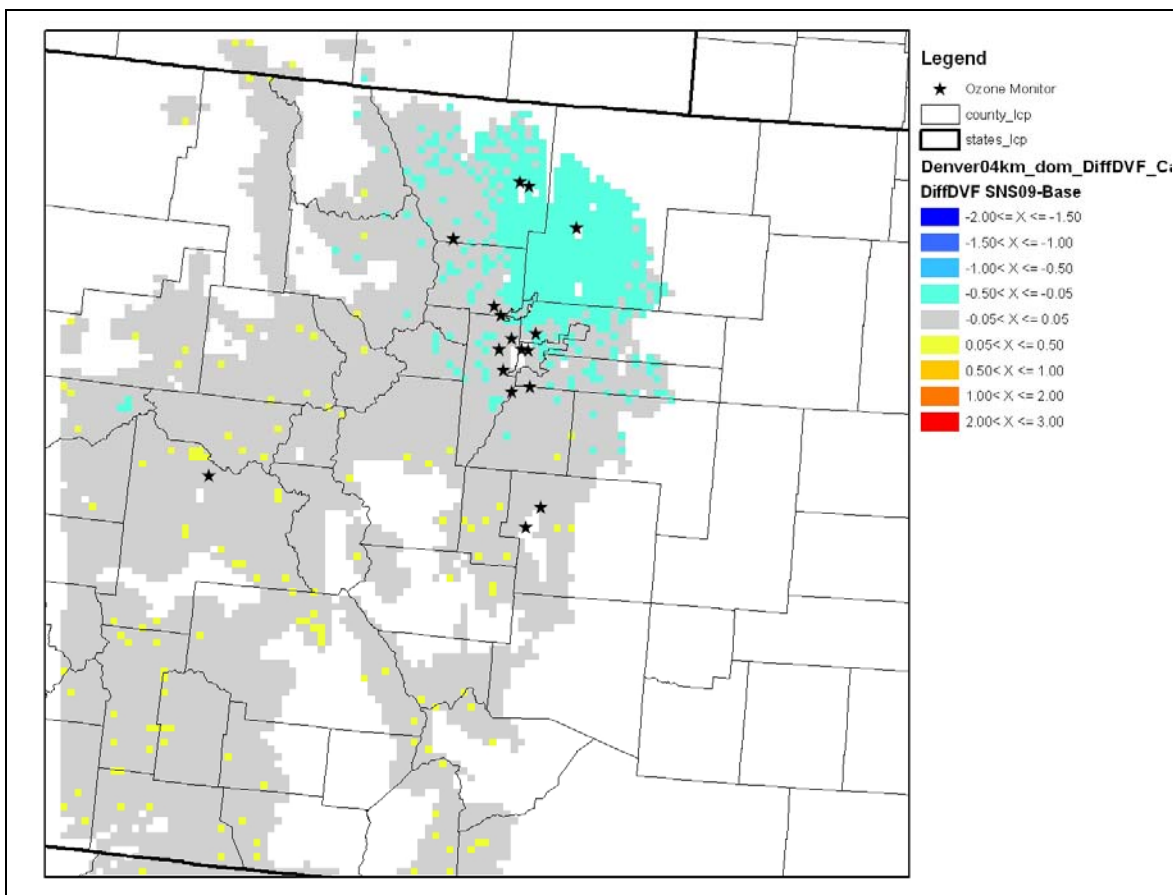 Legend
Ozone Monitor
county_lcp
states_lcp
Denver04km_dom_DiffDVF_Ca
DiffDVF SNS09-Base
-2.00<= X <= -1.50
-1.50< X <= -1.00
-1.00< X <= -0.50
-0.50< X <= -0.05
-0.05< X <= 0.05
0.05< X <= 0.50
0.50< X <= 1.00
1.00< X <= 2.00
2.00< X <= 3.00